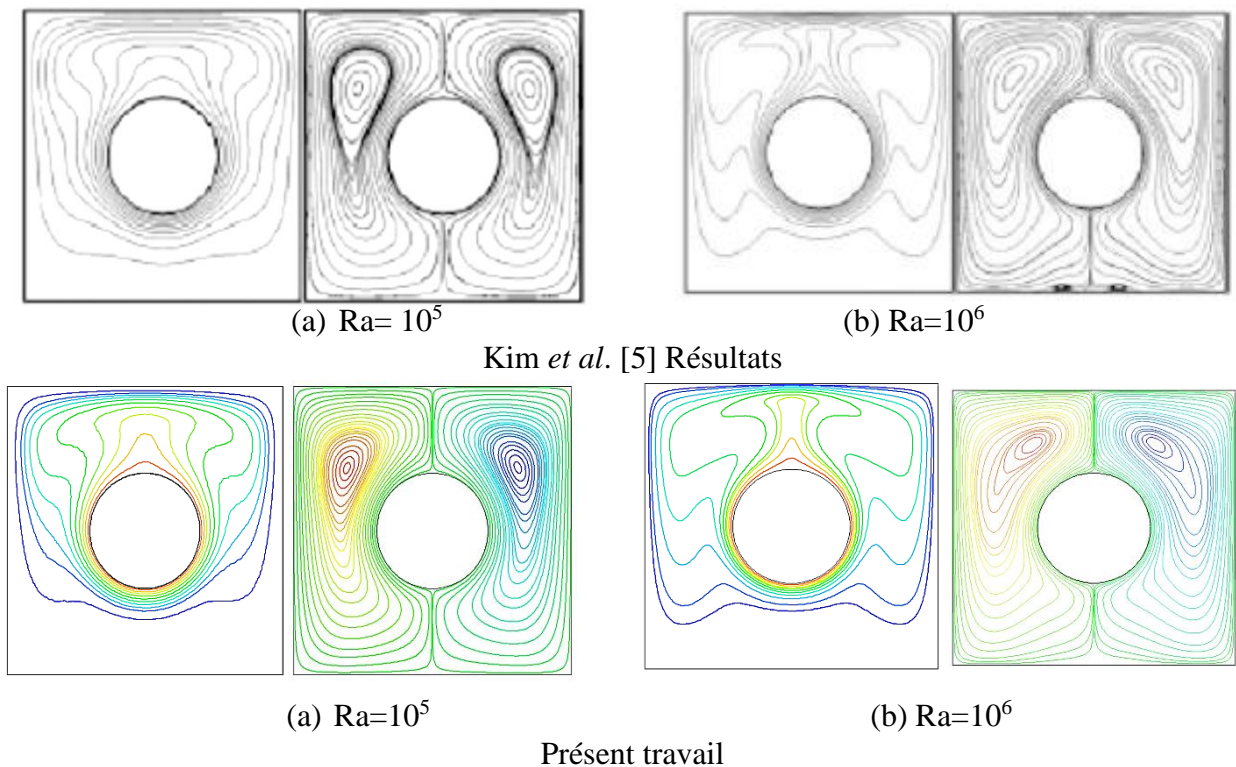 (a) Ra= 10⁵
(b) Ra=10⁶
Kim et al. [5] Résultats
(a) Ra=10⁵
(b) Ra=10⁶
Présent travail